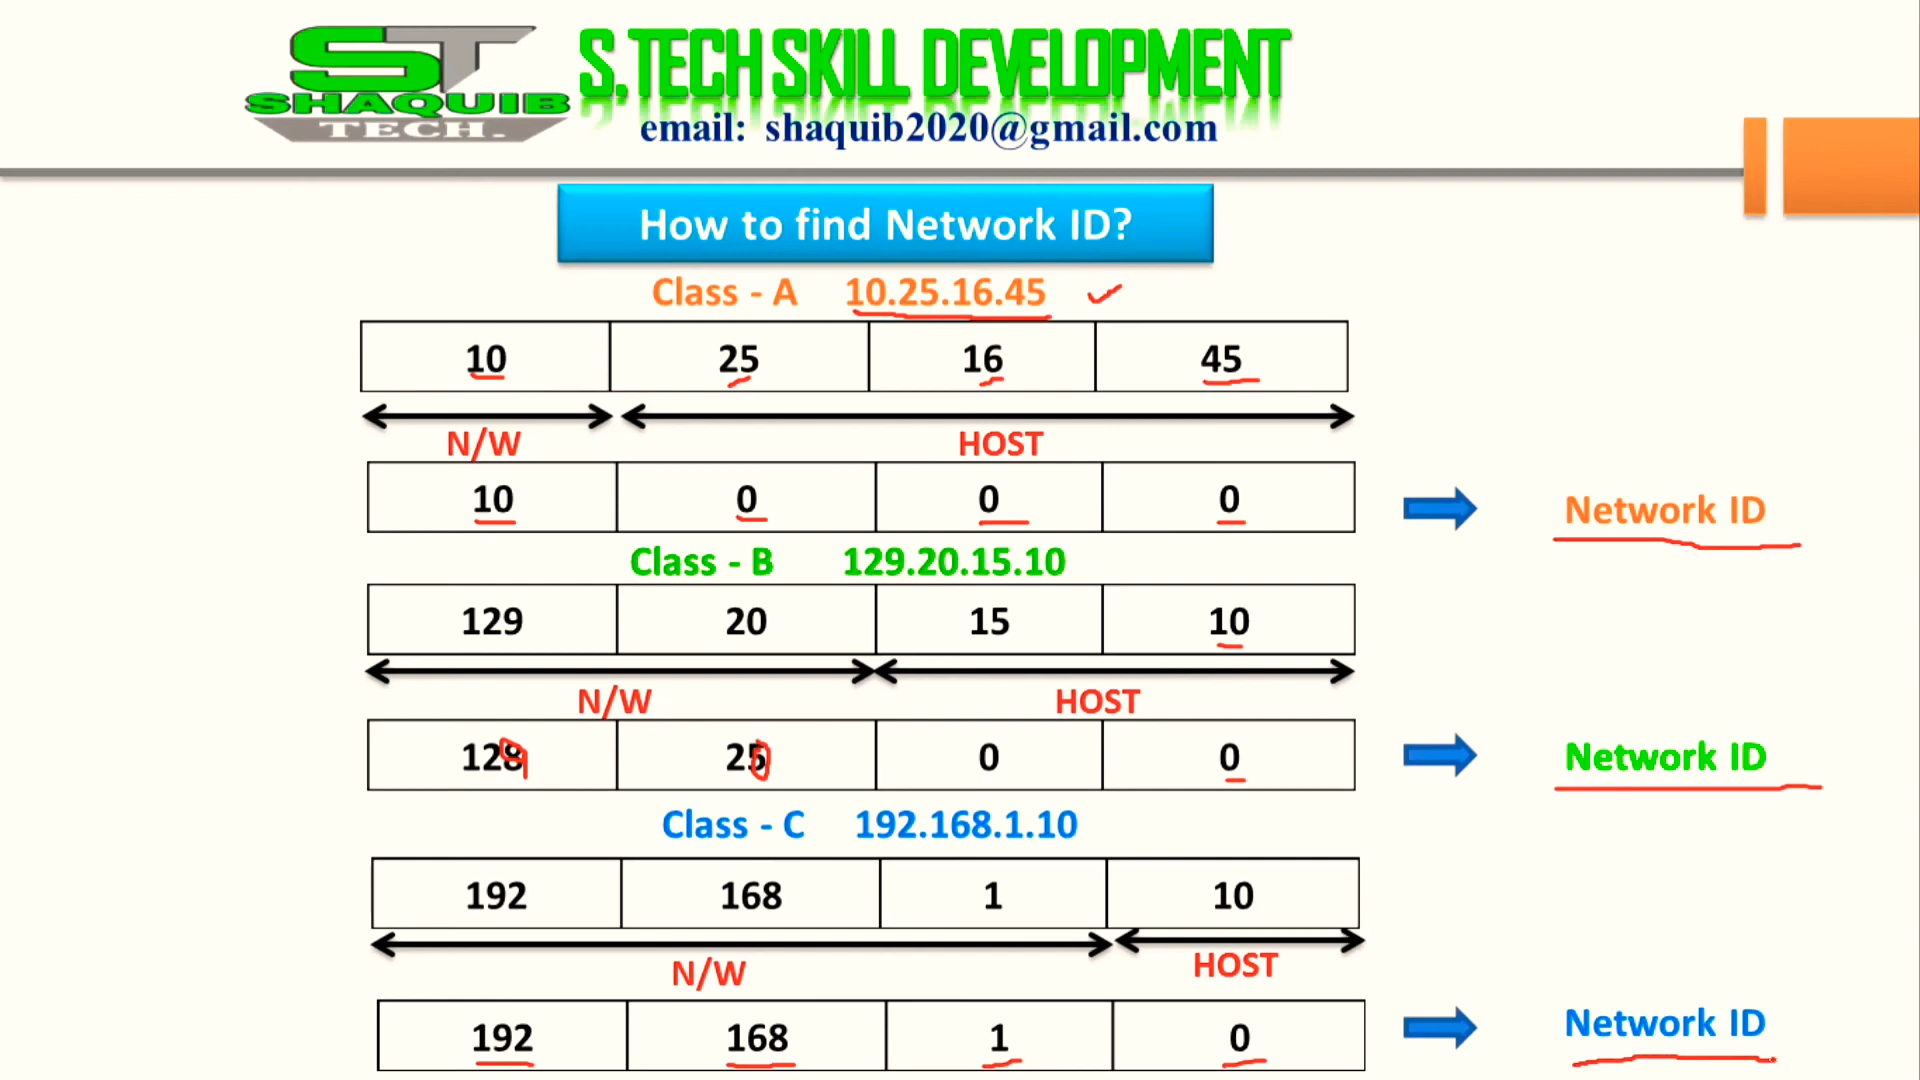 ST
SHAQUIB
TECH.
S.TECH SKILL DEVELOPMENT
email: shaquib2020@gmail.com
How to find Network ID?
Class - A 10.25.16.45
10 25 16 45
N/W HOST
10 0 0 0 Network ID
Class - B 129.20.15.10
129 20 15 10
N/W HOST
128 9 25 0 0 0 Network ID
Class - C 192.168.1.10
192 168 1 10
N/W HOST
192 168 1 0 Network ID